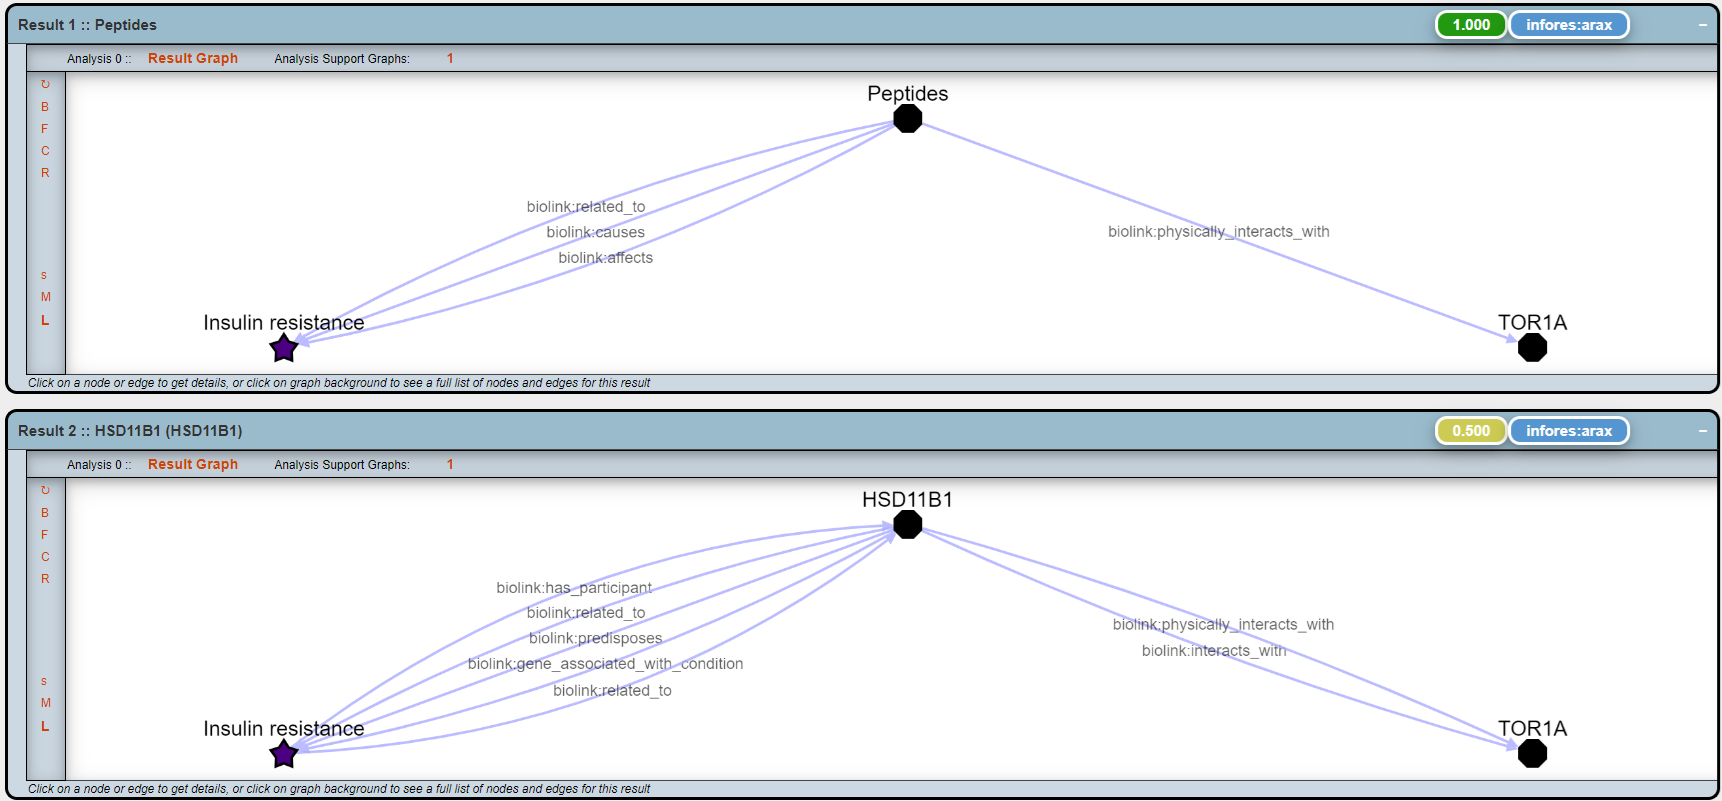 Result 1 :: Peptides 1.000 infores:arax −
Analysis 0 :: Result Graph Analysis Support Graphs: 1
↻
B
F
C
R
s
M
L
Peptides
biolink:related_to
biolink:causes
biolink:affects
biolink:physically_interacts_with
Insulin resistance
TOR1A
Click on a node or edge to get details, or click on graph background to see a full list of nodes and edges for this result
Result 2 :: HSD11B1 (HSD11B1) 0.500 infores:arax −
Analysis 0 :: Result Graph Analysis Support Graphs: 1
↻
B
F
C
R
s
M
L
HSD11B1
biolink:has_participant
biolink:related_to
biolink:predisposes
biolink:gene_associated_with_condition
biolink:related_to
biolink:physically_interacts_with
biolink:interacts_with
Insulin resistance
TOR1A
Click on a node or edge to get details, or click on graph background to see a full list of nodes and edges for this result